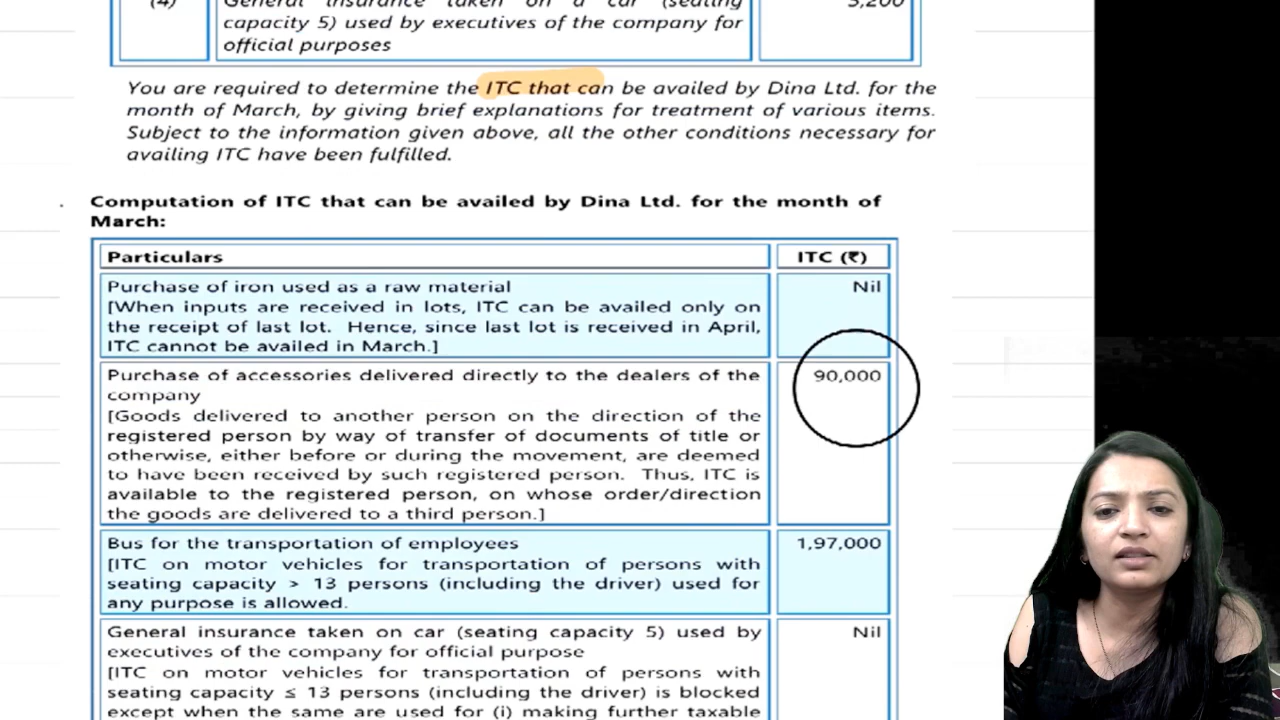 (4) General insurance taken on a car (seating 5,200
capacity 5) used by executives of the company for
official purposes
You are required to determine the ITC that can be availed by Dina Ltd. for the
month of March, by giving brief explanations for treatment of various items.
Subject to the information given above, all the other conditions necessary for
availing ITC have been fulfilled.
Computation of ITC that can be availed by Dina Ltd. for the month of
March:
Particulars ITC (₹)
Purchase of iron used as a raw material Nil
[When inputs are received in lots, ITC can be availed only on
the receipt of last lot. Hence, since last lot is received in April,
ITC cannot be availed in March.]
Purchase of accessories delivered directly to the dealers of the 90,000
company
[Goods delivered to another person on the direction of the
registered person by way of transfer of documents of title or
otherwise, either before or during the movement, are deemed
to have been received by such registered person. Thus, ITC is
available to the registered person, on whose order/direction
the goods are delivered to a third person.]
Bus for the transportation of employees 1,97,000
[ITC on motor vehicles for transportation of persons with
seating capacity > 13 persons (including the driver) used for
any purpose is allowed.
General insurance taken on car (seating capacity 5) used by Nil
executives of the company for official purpose
[ITC on motor vehicles for transportation of persons with
seating capacity ≤ 13 persons (including the driver) is blocked
except when the same are used for (i) making further taxable